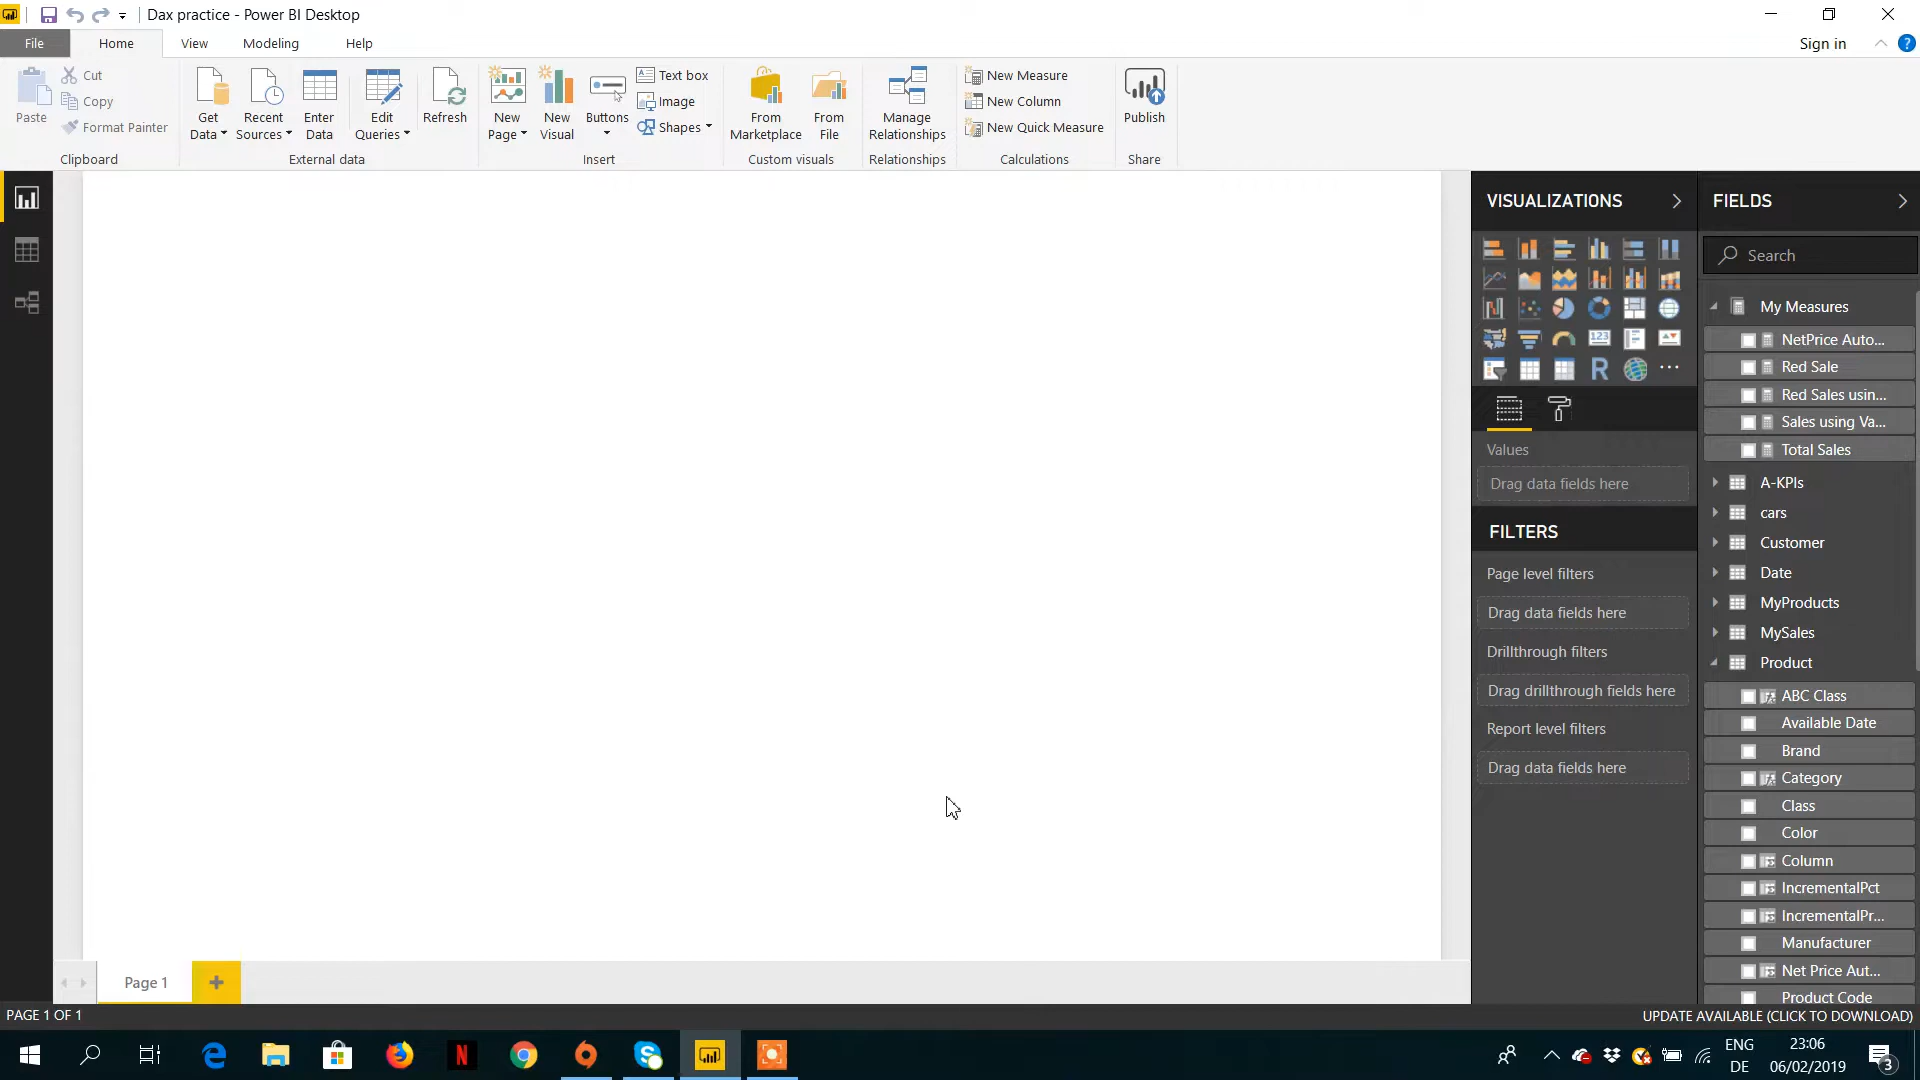 Dax practice - Power BI Desktop
File
Home
View
Modeling
Help
Sign in
Paste
Cut
Copy
Format Painter
Clipboard
Get
Data
Recent
Sources
Enter
Data
Edit
Queries
Refresh
External data
New
Page
New
Visual
Buttons
Text box
Image
Shapes
Insert
From
Marketplace
From
File
Custom visuals
Manage
Relationships
Relationships
New Measure
New Column
New Quick Measure
Calculations
Publish
Share
VISUALIZATIONS
123
R
Values
Drag data fields here
FILTERS
Page level filters
Drag data fields here
Drillthrough filters
Drag drillthrough fields here
Report level filters
Drag data fields here
FIELDS
Search
My Measures
NetPrice Auto...
Red Sale
Red Sales usin...
Sales using Va...
Total Sales
A-KPIs
cars
Customer
Date
MyProducts
MySales
Product
ABC Class
Available Date
Brand
Category
Class
Color
Column
IncrementalPct
IncrementalPr...
Manufacturer
Net Price Aut...
Product Code
Page 1
PAGE 1 OF 1
UPDATE AVAILABLE (CLICK TO DOWNLOAD)
ENG
DE
23:06
06/02/2019
3